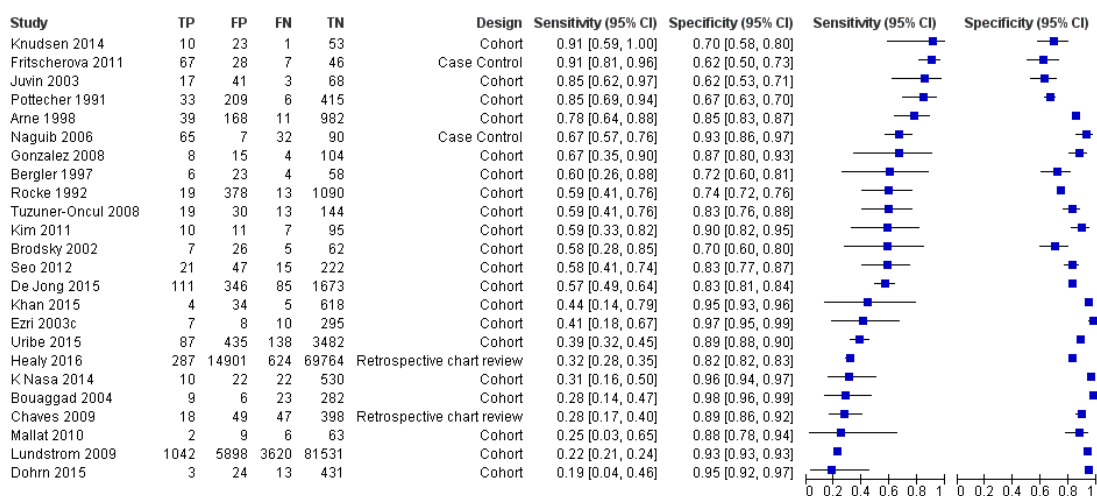 Study TP FP FN TN Design Sensitivity (95% CI) Specificity (95% CI) Sensitivity (95% CI) Specificity (95% CI)
Knudsen 2014 10 23 1 53 Cohort 0.91 [0.59, 1.00] 0.70 [0.58, 0.80]
Fritscherova 2011 67 28 7 46 Case Control 0.91 [0.81, 0.96] 0.62 [0.50, 0.73]
Juvin 2003 17 41 3 68 Cohort 0.85 [0.62, 0.97] 0.62 [0.53, 0.71]
Pottecher 1991 33 209 6 415 Cohort 0.85 [0.69, 0.94] 0.67 [0.63, 0.70]
Arne 1998 39 168 11 982 Cohort 0.78 [0.64, 0.88] 0.85 [0.83, 0.87]
Naguib 2006 65 7 32 90 Case Control 0.67 [0.57, 0.76] 0.93 [0.86, 0.97]
Gonzalez 2008 8 15 4 104 Cohort 0.67 [0.35, 0.90] 0.87 [0.80, 0.93]
Bergler 1997 6 23 4 58 Cohort 0.60 [0.26, 0.88] 0.72 [0.60, 0.81]
Rocke 1992 19 378 13 1090 Cohort 0.59 [0.41, 0.76] 0.74 [0.72, 0.76]
Tuzuner-Oncul 2008 19 30 13 144 Cohort 0.59 [0.41, 0.76] 0.83 [0.76, 0.88]
Kim 2011 10 11 7 95 Cohort 0.59 [0.33, 0.82] 0.90 [0.82, 0.95]
Brodsky 2002 7 26 5 62 Cohort 0.58 [0.28, 0.85] 0.70 [0.60, 0.80]
Seo 2012 21 47 15 222 Cohort 0.58 [0.41, 0.74] 0.83 [0.77, 0.87]
De Jong 2015 111 346 85 1673 Cohort 0.57 [0.49, 0.64] 0.83 [0.81, 0.84]
Khan 2015 4 34 5 618 Cohort 0.44 [0.14, 0.79] 0.95 [0.93, 0.96]
Ezri 2003c 7 8 10 295 Cohort 0.41 [0.18, 0.67] 0.97 [0.95, 0.99]
Uribe 2015 87 435 138 3482 Cohort 0.39 [0.32, 0.45] 0.89 [0.88, 0.90]
Healy 2016 287 14901 624 69764 Retrospective chart review 0.32 [0.28, 0.35] 0.82 [0.82, 0.83]
K Nasa 2014 10 22 22 530 Cohort 0.31 [0.16, 0.50] 0.96 [0.94, 0.97]
Bouaggad 2004 9 6 23 282 Cohort 0.28 [0.14, 0.47] 0.98 [0.96, 0.99]
Chaves 2009 18 49 47 398 Retrospective chart review 0.28 [0.17, 0.40] 0.89 [0.86, 0.92]
Mallat 2010 2 9 6 63 Cohort 0.25 [0.03, 0.65] 0.88 [0.78, 0.94]
Lundstrom 2009 1042 5898 3620 81531 Cohort 0.22 [0.21, 0.24] 0.93 [0.93, 0.93]
Dohrn 2015 3 24 13 431 Cohort 0.19 [0.04, 0.46] 0.95 [0.92, 0.97]
0 0.2 0.4 0.6 0.8 1 0 0.2 0.4 0.6 0.8 1